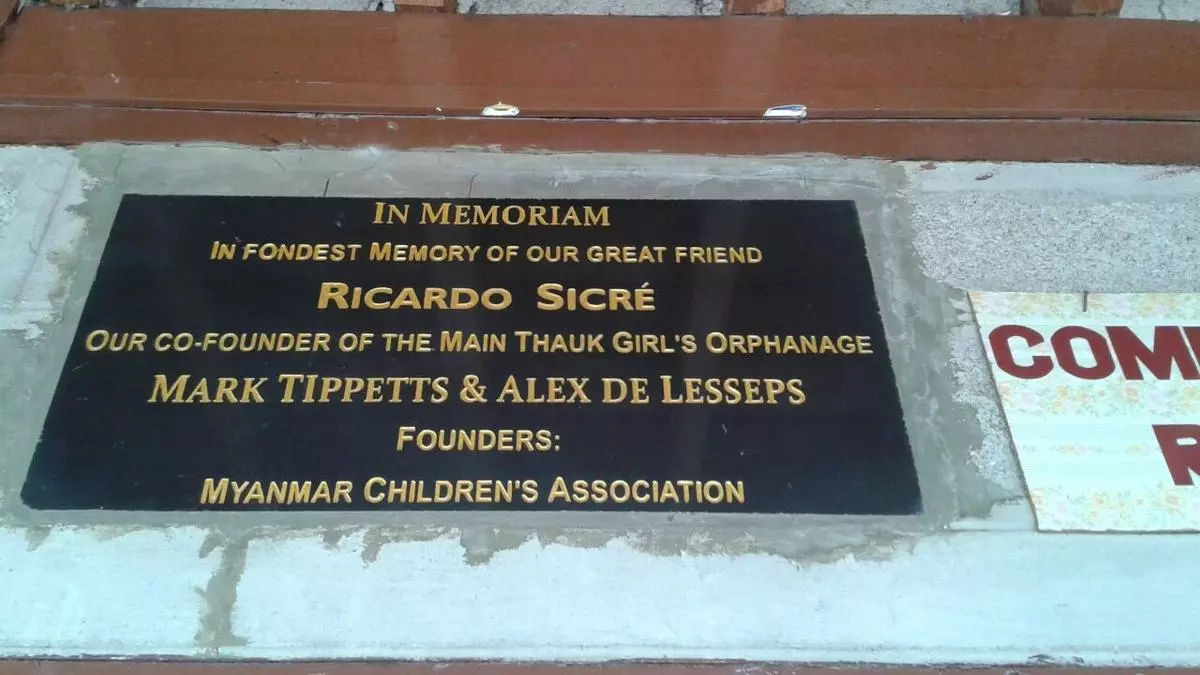 IN MEMORIAM
IN FONDEST MEMORY OF OUR GREAT FRIEND
RICARDO SICRÉ
OUR CO-FOUNDER OF THE MAIN THAUK GIRL'S ORPHANAGE
MARK TIPPETTS & ALEX DE LESSEPS
FOUNDERS:
MYANMAR CHILDREN'S ASSOCIATION